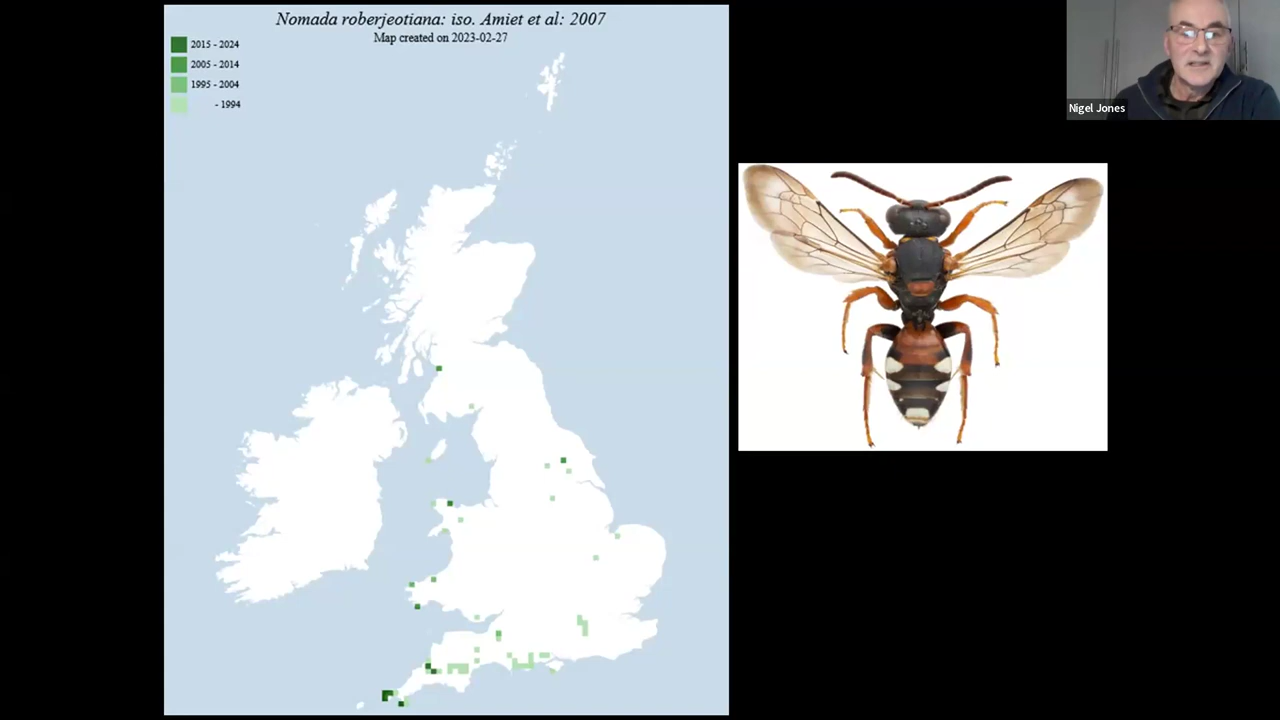 Nomada roberjeotiana: iso. Amiet et al: 2007
Map created on 2023-02-27
2015 - 2024
2005 - 2014
1995 - 2004
- 1994
Nigel Jones